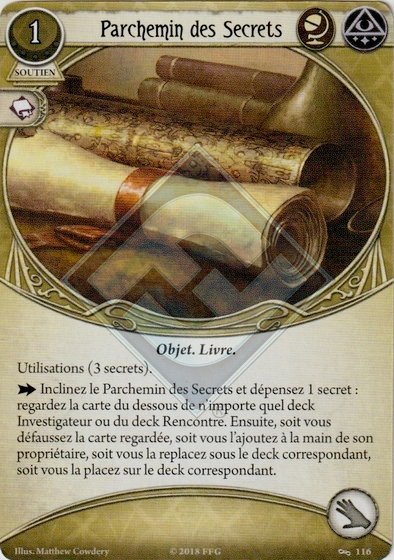 1
Parchemin des Secrets
SOUTIEN
Objet. Livre.
Utilisations (3 secrets).
Inclinez le Parchemin des Secrets et dépensez 1 secret :
regardez la carte du dessous de n'importe quel deck
Investigateur ou du deck Rencontre. Ensuite, soit vous
défaussez la carte regardée, soit vous l'ajoutez à la main de son
propriétaire, soit vous la replacez sous le deck correspondant,
soit vous la placez sur le deck correspondant.
Illus. Matthew Cowdery
© 2018 FFG
116